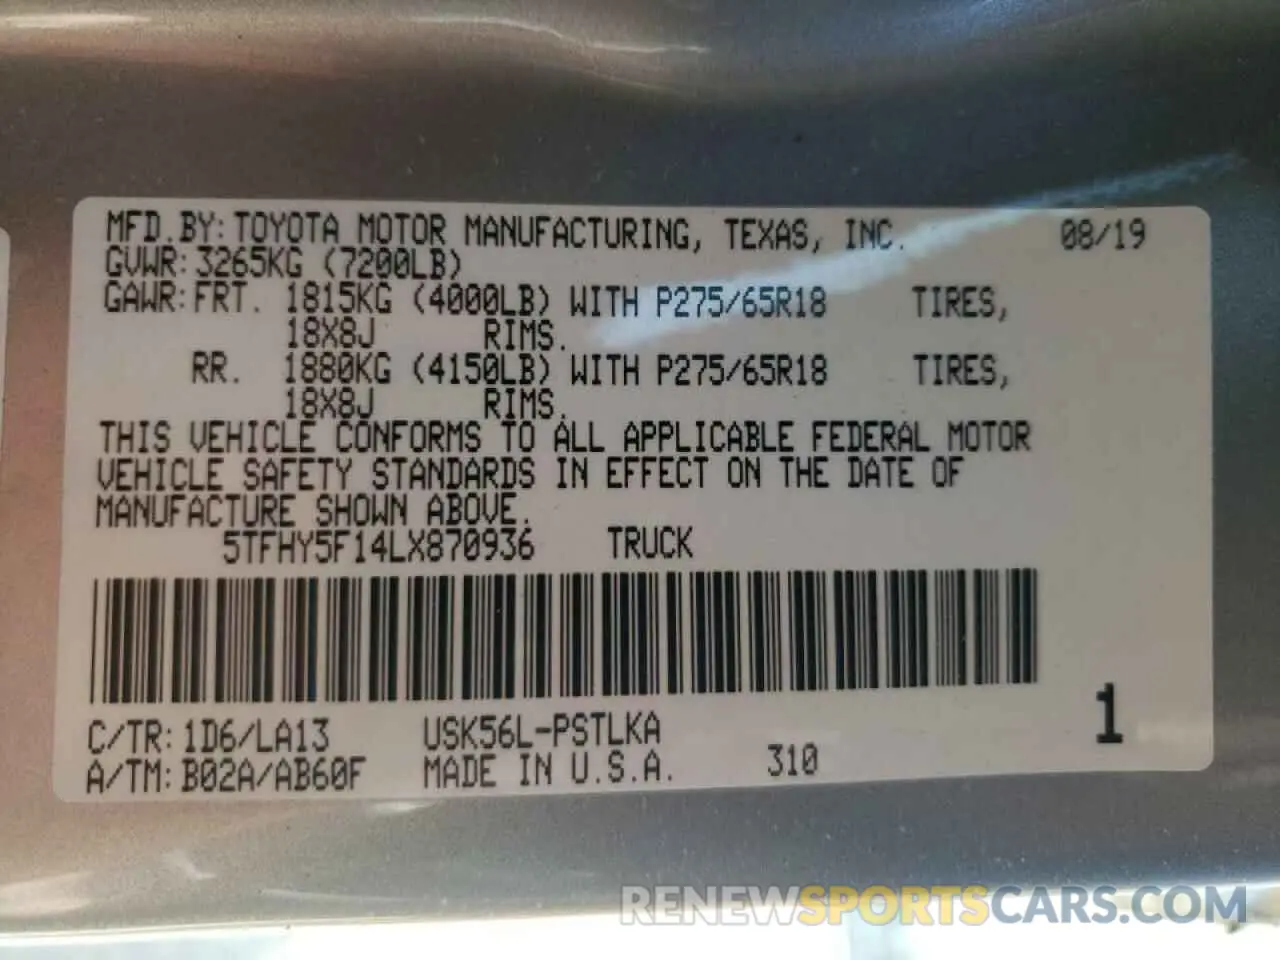 MFD.BY: TOYOTA MOTOR MANUFACTURING, TEXAS, INC. 08/19
GVWR: 3265KG (7200LB)
GAWR: FRT. 1815KG (4000LB) WITH P275/65R18 TIRES,
18X8J RIMS.
RR. 1880KG (4150LB) WITH P275/65R18 TIRES,
18X8J RIMS.
THIS VEHICLE CONFORMS TO ALL APPLICABLE FEDERAL MOTOR
VEHICLE SAFETY STANDARDS IN EFFECT ON THE DATE OF
MANUFACTURE SHOWN ABOVE.
5TFHY5F14LX870936 TRUCK
1
C/TR: 1D6/LA13 USK56L-PSTLKA
A/TM: B02A/AB60F MADE IN U.S.A. 310
RENEWSPORTSCARS.COM